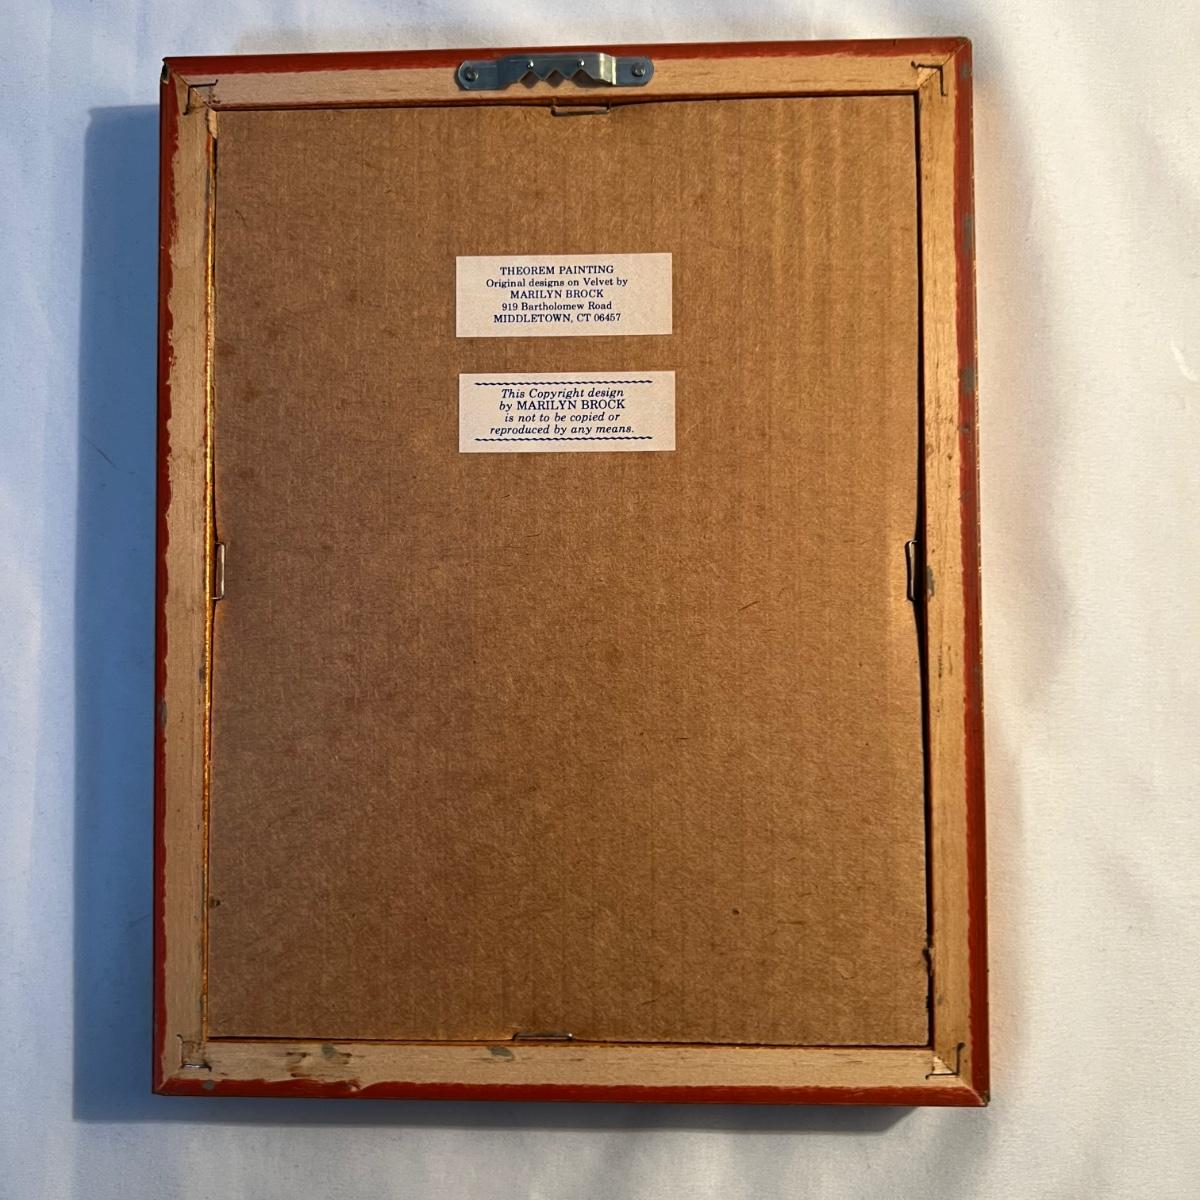 THEOREM PAINTING
Original designs on Velvet by
MARILYN BROCK
919 Bartholomew Road
MIDDLETOWN, CT 06457
This Copyright design
by MARILYN BROCK
is not to be copied or
reproduced by any means.